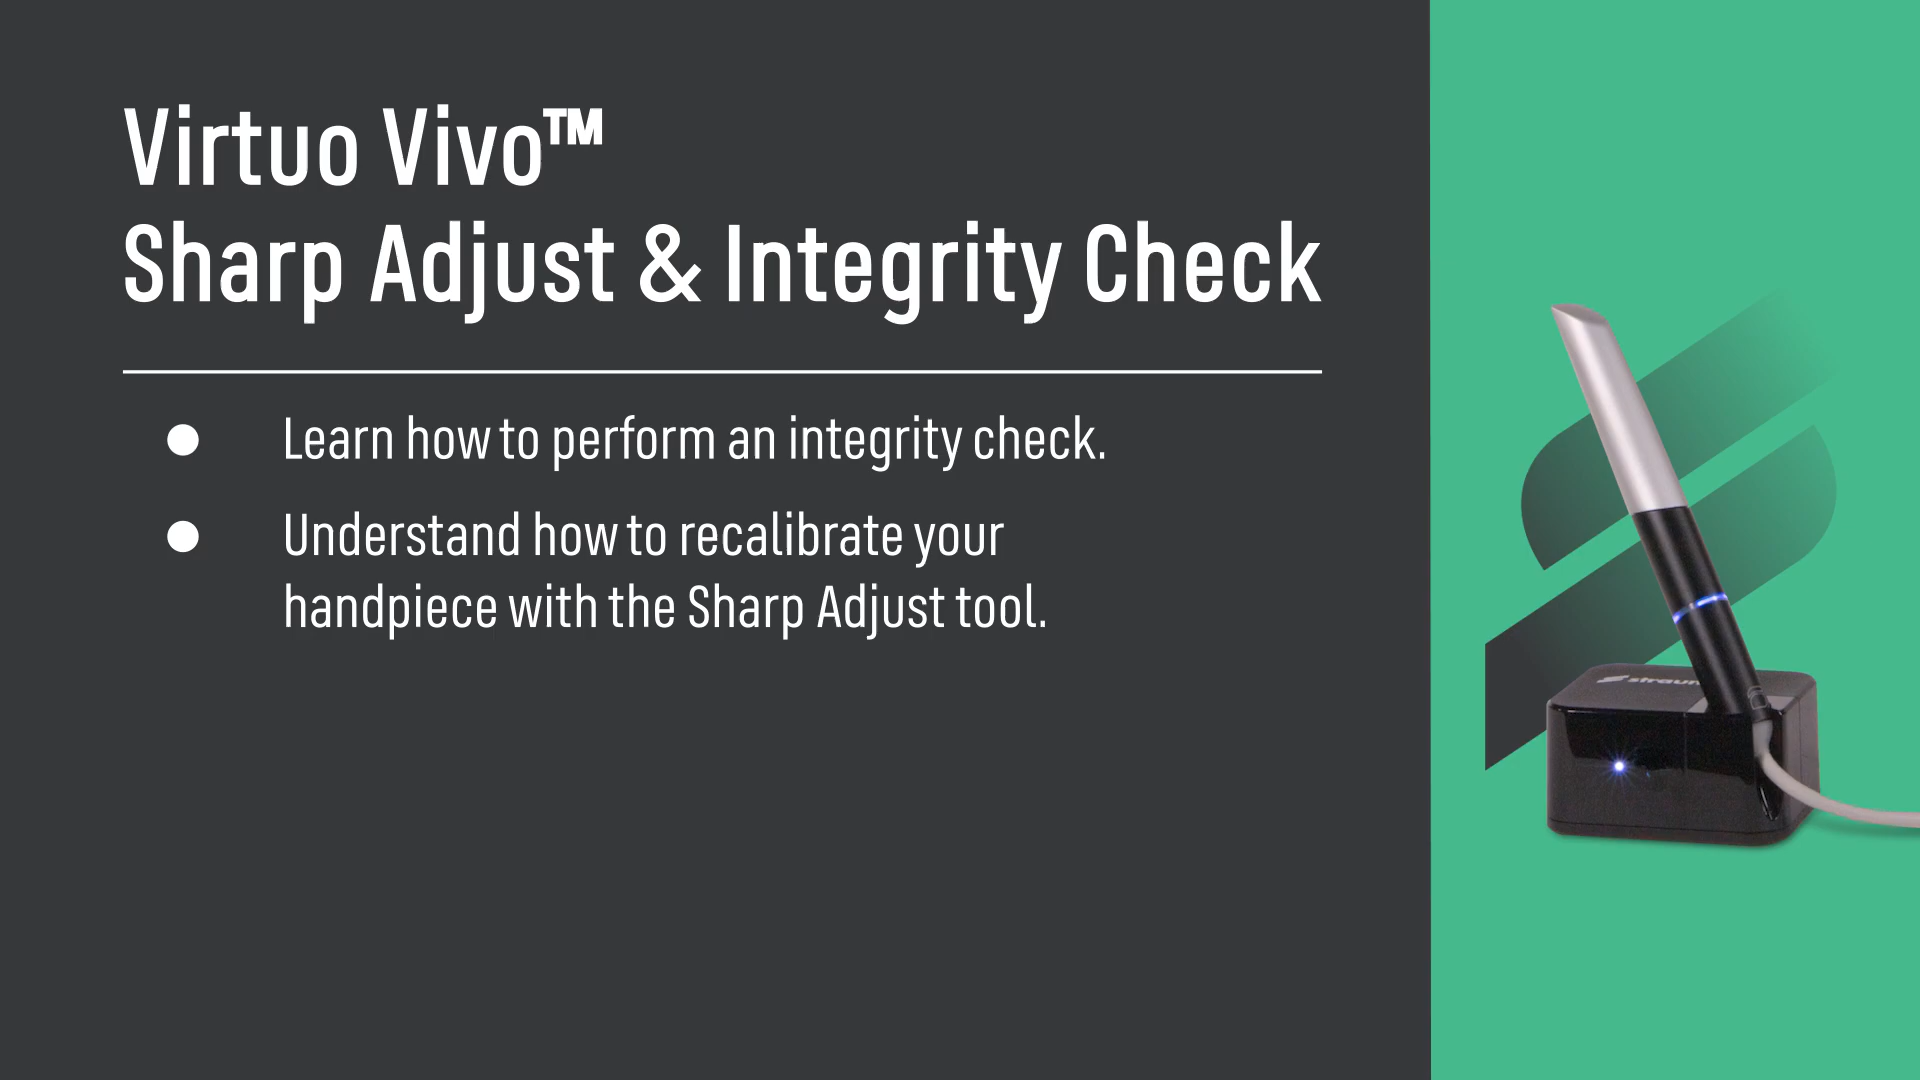 Virtuo Vivo™
Sharp Adjust & Integrity Check
● Learn how to perform an integrity check.
● Understand how to recalibrate your
handpiece with the Sharp Adjust tool.